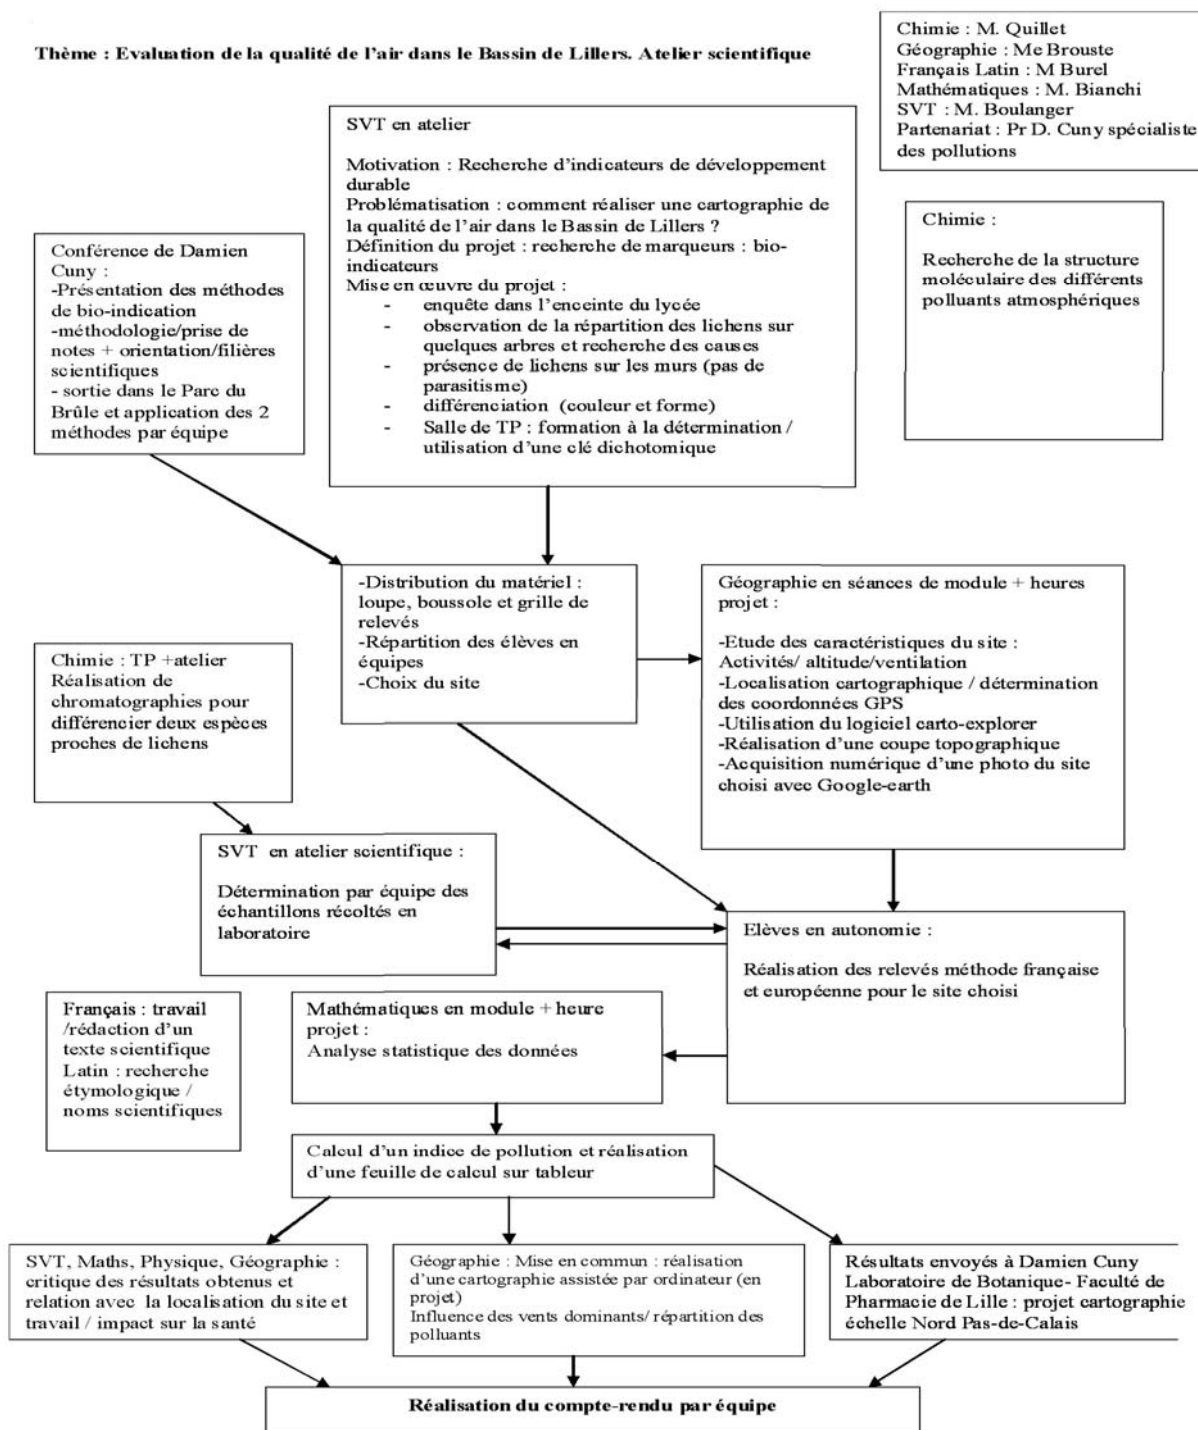 Thème : Evaluation de la qualité de l'air dans le Bassin de Lillers. Atelier scientifique
Chimie : M. Quillet
Géographie : Me Brouste
Français Latin : M Burel
Mathématiques : M. Bianchi
SVT : M. Boulanger
Partenariat : Pr D. Cuny spécialiste
des pollutions
SVT en atelier
Motivation : Recherche d'indicateurs de développement
durable
Problématisation : comment réaliser une cartographie de
la qualité de l'air dans le Bassin de Lillers ?
Définition du projet : recherche de marqueurs : bio-
indicateurs
Mise en œuvre du projet :
- enquête dans l'enceinte du lycée
- observation de la répartition des lichens sur
quelques arbres et recherche des causes
- présence de lichens sur les murs (pas de
parasitisme)
- différenciation (couleur et forme)
- Salle de TP : formation à la détermination /
utilisation d'une clé dichotomique
Chimie :
Recherche de la structure
moléculaire des différents
polluants atmosphériques
Conférence de Damien
Cuny :
-Présentation des méthodes
de bio-indication
-méthodologie/prise de
notes + orientation/filières
scientifiques
- sortie dans le Parc du
Brûle et application des 2
méthodes par équipe
-Distribution du matériel :
loupe, boussole et grille de
relevés
-Répartition des élèves en
équipes
-Choix du site
Géographie en séances de module + heures
projet :
-Etude des caractéristiques du site :
Activités/ altitude/ventilation
-Localisation cartographique / détermination
des coordonnées GPS
-Utilisation du logiciel carto-explorer
-Réalisation d'une coupe topographique
-Acquisition numérique d'une photo du site
choisi avec Google-earth
Chimie : TP +atelier
Réalisation de
chromatographies pour
différencier deux espèces
proches de lichens
SVT en atelier scientifique :
Détermination par équipe des
échantillons récoltés en
laboratoire
Elèves en autonomie :
Réalisation des relevés méthode française
et européenne pour le site choisi
Français : travail
/rédaction d'un
texte scientifique
Latin : recherche
étymologique /
noms scientifiques
Mathématiques en module + heure
projet :
Analyse statistique des données
Calcul d'un indice de pollution et réalisation
d'une feuille de calcul sur tableur
SVT, Maths, Physique, Géographie :
critique des résultats obtenus et
relation avec la localisation du site et
travail / impact sur la santé
Géographie : Mise en commun : réalisation
d'une cartographie assistée par ordinateur (en
projet)
Influence des vents dominants/ répartition des
polluants
Résultats envoyés à Damien Cuny
Laboratoire de Botanique- Faculté de
Pharmacie de Lille : projet cartographie
échelle Nord Pas-de-Calais
Réalisation du compte-rendu par équipe